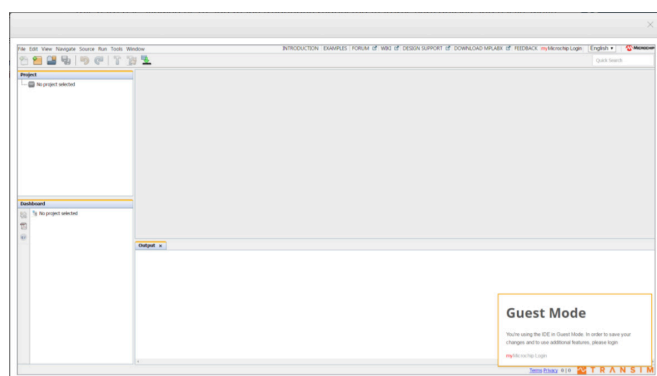 File Edit View Navigate Source Run Tools Window
INTRODUCTION EXAMPLES FORUM WIKI DESIGN SUPPORT DOWNLOAD MPLABX FEEDBACK myMicrochip Login English MICROCHIP
Quick Search
Project
No project selected
Dashboard
No project selected
Output x
Guest Mode
You're using the IDE in Guest Mode. In order to save your
changes and to use additional features, please login.
myMicrochip Login
Terms Privacy 0 | 0 TRANSIM